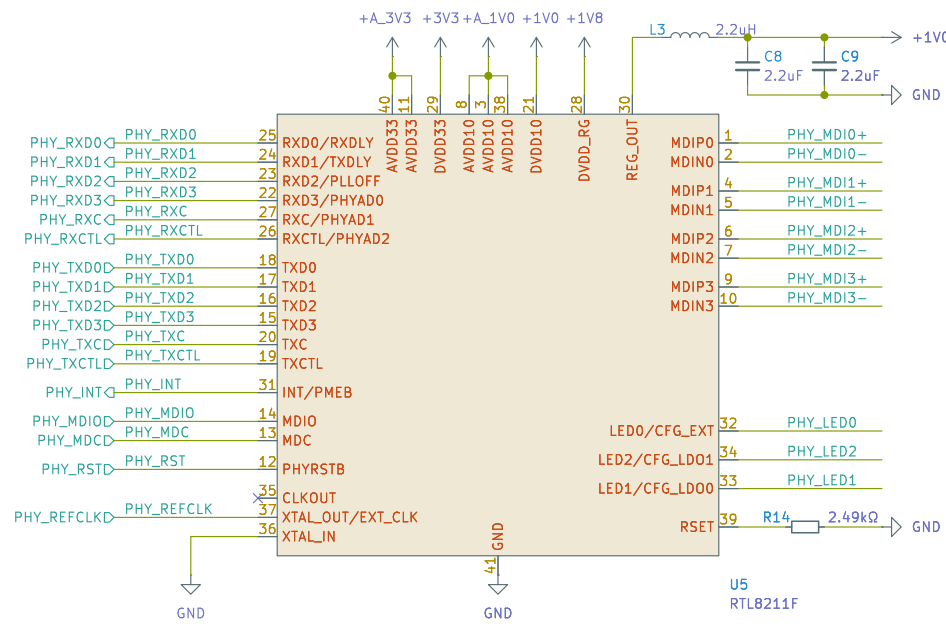 +A_3V3 +3V3 +A_1V0 +1V0 +1V8
L3 2.2uH
+1V0
C8 2.2uF
C9 2.2uF
GND
40 11 29 8 3 38 21 28 30
AVDD33 AVDD33 DVDD33 AVDD10 AVDD10 AVDD10 DVDD10 DVDD_RG REG_OUT
PHY_RXD0 PHY_RXD0 25 RXD0/RXDLY
PHY_RXD1 PHY_RXD1 24 RXD1/TXDLY
PHY_RXD2 PHY_RXD2 23 RXD2/PLLOFF
PHY_RXD3 PHY_RXD3 22 RXD3/PHYAD0
PHY_RXC PHY_RXC 27 RXC/PHYAD1
PHY_RXCTL PHY_RXCTL 26 RXCTL/PHYAD2
PHY_TXD0 PHY_TXD0 18 TXD0
PHY_TXD1 PHY_TXD1 17 TXD1
PHY_TXD2 PHY_TXD2 16 TXD2
PHY_TXD3 PHY_TXD3 15 TXD3
PHY_TXC PHY_TXC 20 TXC
PHY_TXCTL PHY_TXCTL 19 TXCTL
PHY_INT PHY_INT 31 INT/PMEB
PHY_MDIO PHY_MDIO 14 MDIO
PHY_MDC PHY_MDC 13 MDC
PHY_RST PHY_RST 12 PHYRSTB
35 CLKOUT
PHY_REFCLK PHY_REFCLK 37 XTAL_OUT/EXT_CLK
36 XTAL_IN
MDIP0 1 PHY_MDI0+
MDIN0 2 PHY_MDI0-
MDIP1 4 PHY_MDI1+
MDIN1 5 PHY_MDI1-
MDIP2 6 PHY_MDI2+
MDIN2 7 PHY_MDI2-
MDIP3 9 PHY_MDI3+
MDIN3 10 PHY_MDI3-
LED0/CFG_EXT 32 PHY_LED0
LED2/CFG_LDO1 34 PHY_LED2
LED1/CFG_LDO0 33 PHY_LED1
RSET 39 R14 2.49kΩ GND
GND 41
GND
GND
U5
RTL8211F